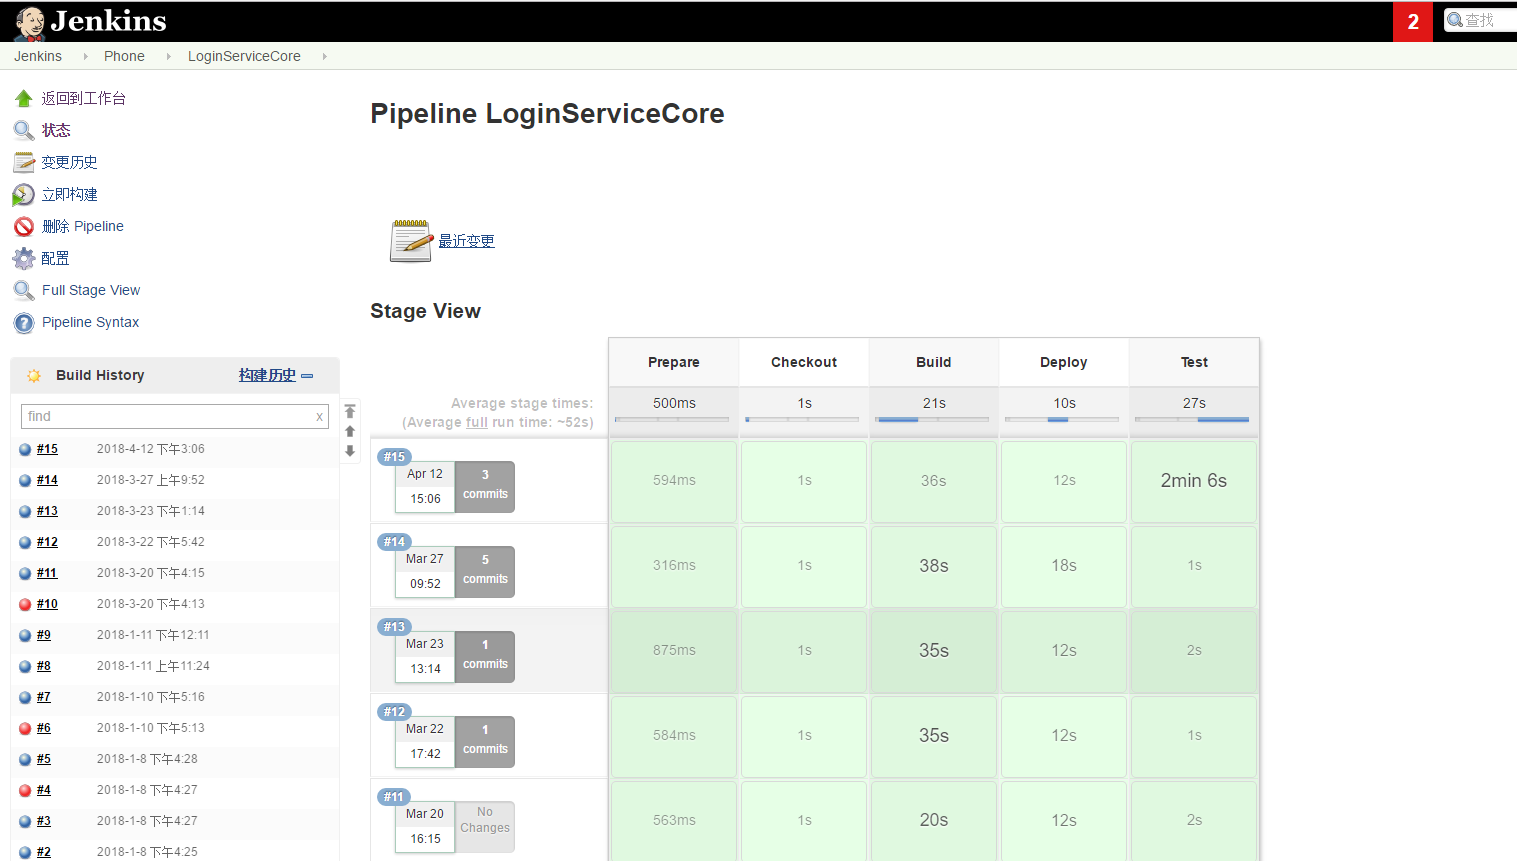 Jenkins
2
查找
Jenkins
Phone
LoginServiceCore
返回到工作台
状态
变更历史
立即构建
删除 Pipeline
配置
Full Stage View
Pipeline Syntax
Build History
构建历史
find
x
#15 2018-4-12 下午3:06
#14 2018-3-27 上午9:52
#13 2018-3-23 下午1:14
#12 2018-3-22 下午5:42
#11 2018-3-20 下午4:15
#10 2018-3-20 下午4:13
#9 2018-1-11 下午12:11
#8 2018-1-11 上午11:24
#7 2018-1-10 下午5:16
#6 2018-1-10 下午5:13
#5 2018-1-8 下午4:28
#4 2018-1-8 下午4:27
#3 2018-1-8 下午4:27
#2 2018-1-8 下午4:25
Pipeline LoginServiceCore
最近变更
Stage View
Prepare Checkout Build Deploy Test
Average stage times:
(Average full run time: ~52s)
500ms 1s 21s 10s 27s
#15
Apr 12
15:06
3
commits
594ms 1s 36s 12s 2min 6s
#14
Mar 27
09:52
5
commits
316ms 1s 38s 18s 1s
#13
Mar 23
13:14
1
commits
875ms 1s 35s 12s 2s
#12
Mar 22
17:42
1
commits
584ms 1s 35s 12s 1s
#11
Mar 20
16:15
No
Changes
563ms 1s 20s 12s 2s